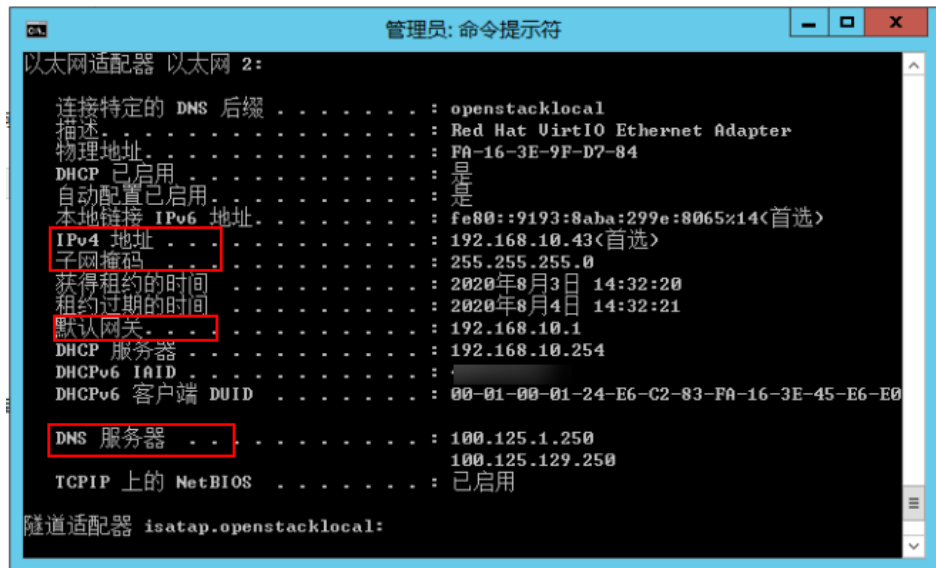 管理员: 命令提示符
以太网适配器 以太网 2:
连接特定的 DNS 后缀 . . . . . . . : openstacklocal
描述. . . . . . . . . . . . . . . : Red Hat VirtIO Ethernet Adapter
物理地址. . . . . . . . . . . . . : FA-16-3E-9F-D7-84
DHCP 已启用 . . . . . . . . . . . : 是
自动配置已启用. . . . . . . . . . : 是
本地链接 IPv6 地址. . . . . . . . : fe80::9193:8aba:299e:8065%14(首选)
IPv4 地址 . . . . . . . . . . . . : 192.168.10.43(首选)
子网掩码 . . . . . . . . . . . . : 255.255.255.0
获得租约的时间 . . . . . . . . . : 2020年8月3日 14:32:20
租约过期的时间 . . . . . . . . . : 2020年8月4日 14:32:21
默认网关. . . . . . . . . . . . . : 192.168.10.1
DHCP 服务器 . . . . . . . . . . . : 192.168.10.254
DHCPv6 IAID . . . . . . . . . . . :
DHCPv6 客户端 DUID . . . . . . . : 00-01-00-01-24-E6-C2-83-FA-16-3E-45-E6-E0
DNS 服务器 . . . . . . . . . . . : 100.125.1.250
100.125.129.250
TCPIP 上的 NetBIOS . . . . . . . : 已启用
隧道适配器 isatap.openstacklocal: